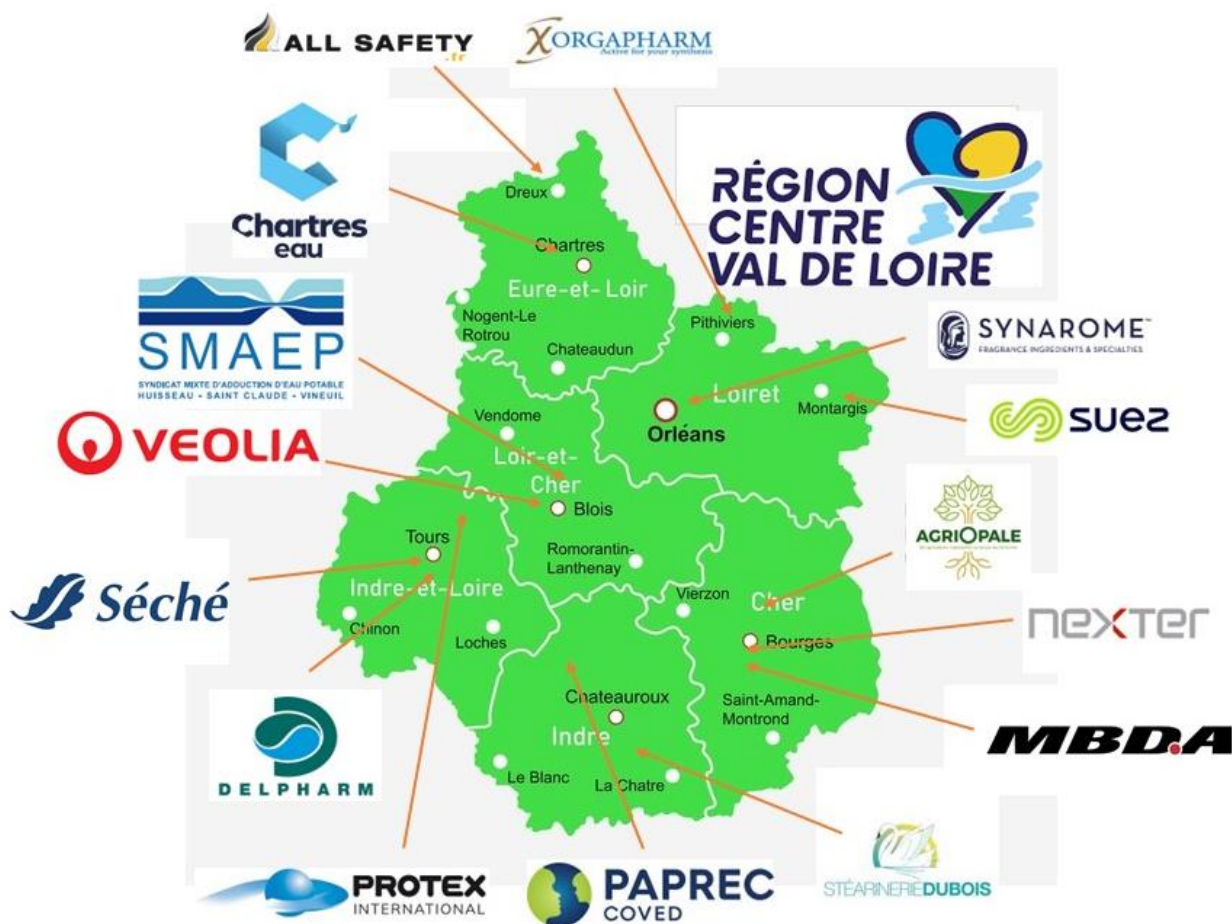 ALL SAFETY
.fr
XORGAPHARM
Active for your synthesis
Chartres
eau
RÉGION
CENTRE
VAL DE LOIRE
Dreux
Chartres
Eure-et- Loir
Nogent-Le
Rotrou
Chateaudun
Pithiviers
SYNAROME™
FRAGRANCE INGREDIENTS & SPECIALTIES
SMAEP
SYNDICAT MIXTE D'ADDUCTION D'EAU POTABLE
HUISSEAU - SAINT CLAUDE - VINEUIL
Loiret
Montargis
Orléans
suez
VEOLIA
Vendome
Loir-et-
Cher
Blois
AGRIOPALE
Tours
Romorantin-
Lanthenay
Séché
Indre-et-Loire
Chinon
Loches
Vierzon
Cher
Bourges
nexter
Chateauroux
Indre
Saint-Amand-
Montrond
MBDA
Le Blanc
La Chatre
DELPHARM
PROTEX
INTERNATIONAL
PAPREC
COVED
STÉARINERIE DUBOIS